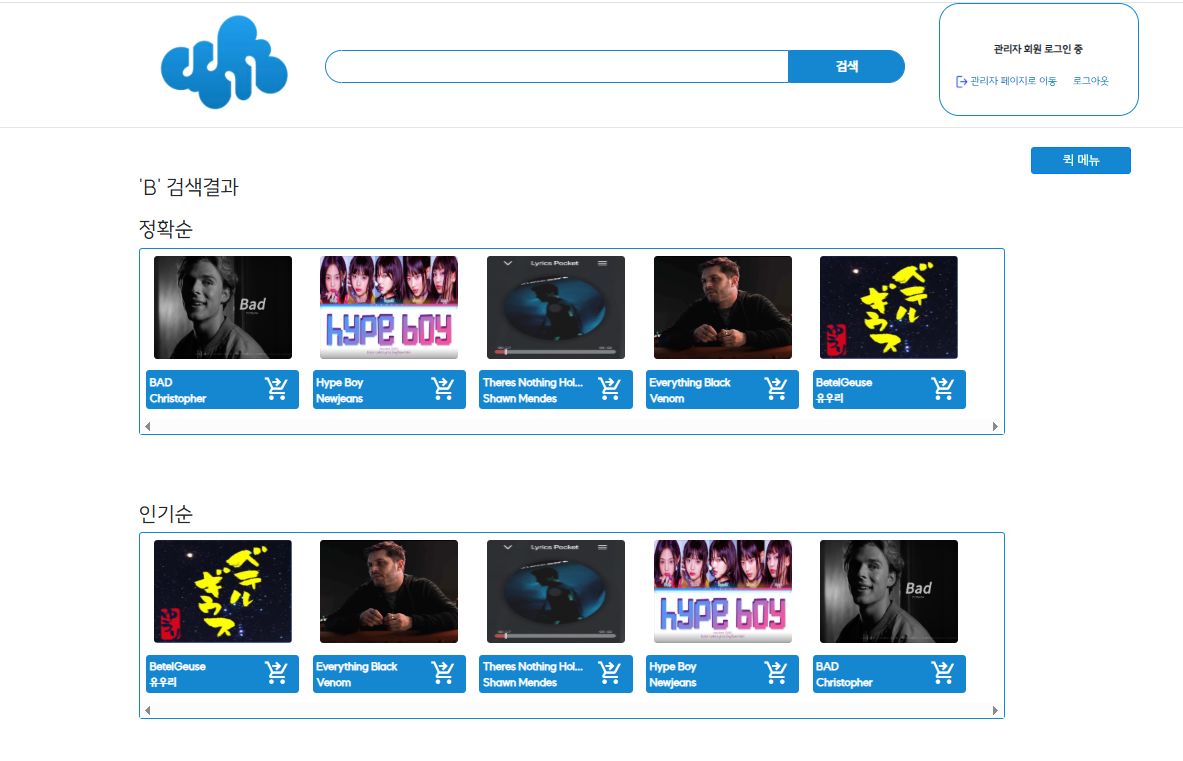 검색
관리자 회원 로그인 중
관리자 페이지로 이동
로그아웃
퀵 메뉴
'B' 검색결과
정확순
Bad
hype boy
Lyrics Pocket
ベテル
ギウス
BAD
Christopher
Hype Boy
Newjeans
Theres Nothing Hol...
Shawn Mendes
Everything Black
Venom
BetelGeuse
유우리
인기순
ベテル
ギウス
Lyrics Pocket
hype boy
Bad
BetelGeuse
유우리
Everything Black
Venom
Theres Nothing Hol...
Shawn Mendes
Hype Boy
Newjeans
BAD
Christopher